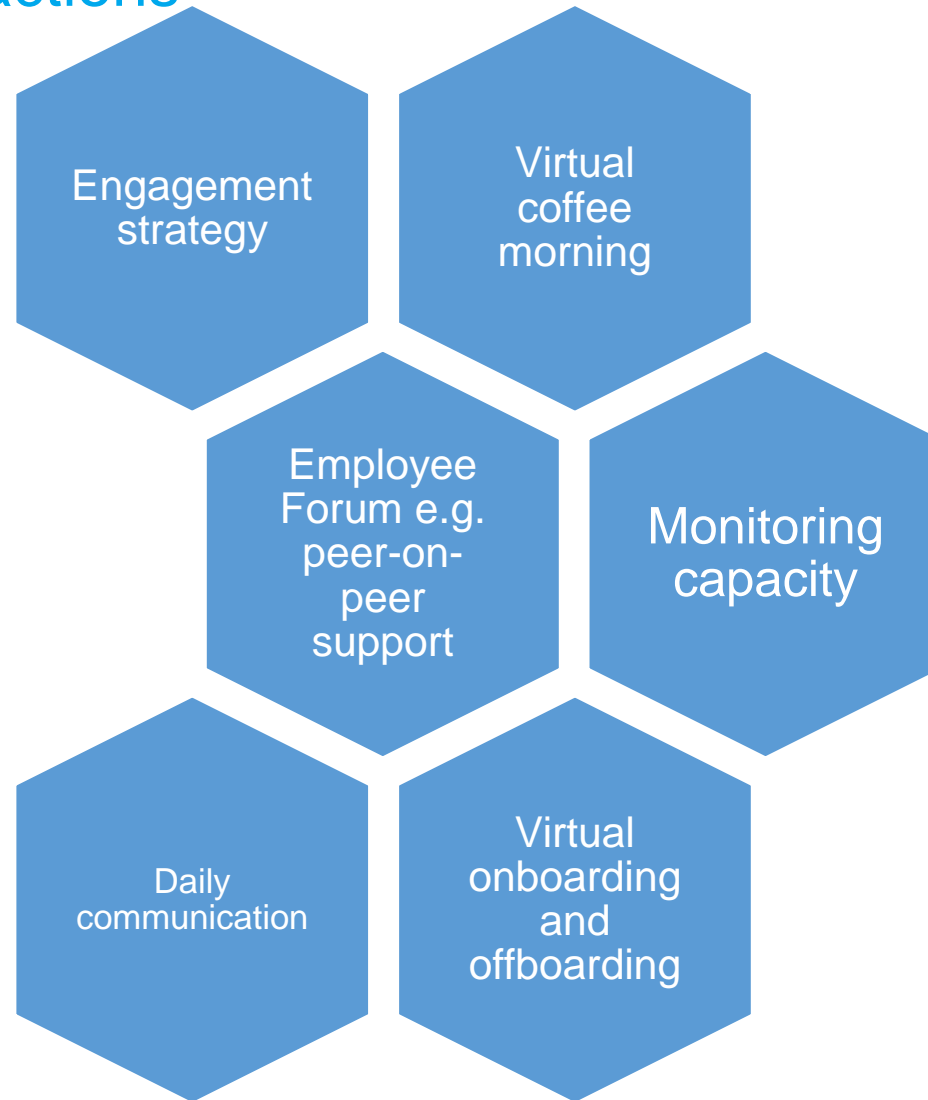 Engagement
strategy
Virtual
coffee
morning
Employee
Forum e.g.
peer-on-
peer
support
Monitoring
capacity
Daily
communication
Virtual
onboarding
and
offboarding